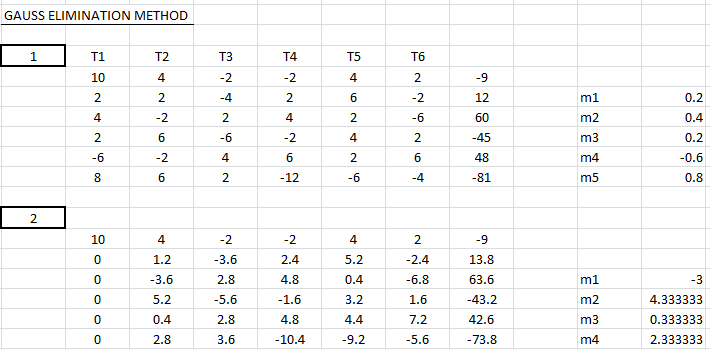 GAUSS ELIMINATION METHOD
1 T1 T2 T3 T4 T5 T6
10 4 -2 -2 4 2 -9
2 2 -4 2 6 -2 12 m1 0.2
4 -2 2 4 2 -6 60 m2 0.4
2 6 -6 -2 4 2 -45 m3 0.2
-6 -2 4 6 2 6 48 m4 -0.6
8 6 2 -12 -6 -4 -81 m5 0.8
2
10 4 -2 -2 4 2 -9
0 1.2 -3.6 2.4 5.2 -2.4 13.8
0 -3.6 2.8 4.8 0.4 -6.8 63.6 m1 -3
0 5.2 -5.6 -1.6 3.2 1.6 -43.2 m2 4.333333
0 0.4 2.8 4.8 4.4 7.2 42.6 m3 0.333333
0 2.8 3.6 -10.4 -9.2 -5.6 -73.8 m4 2.333333